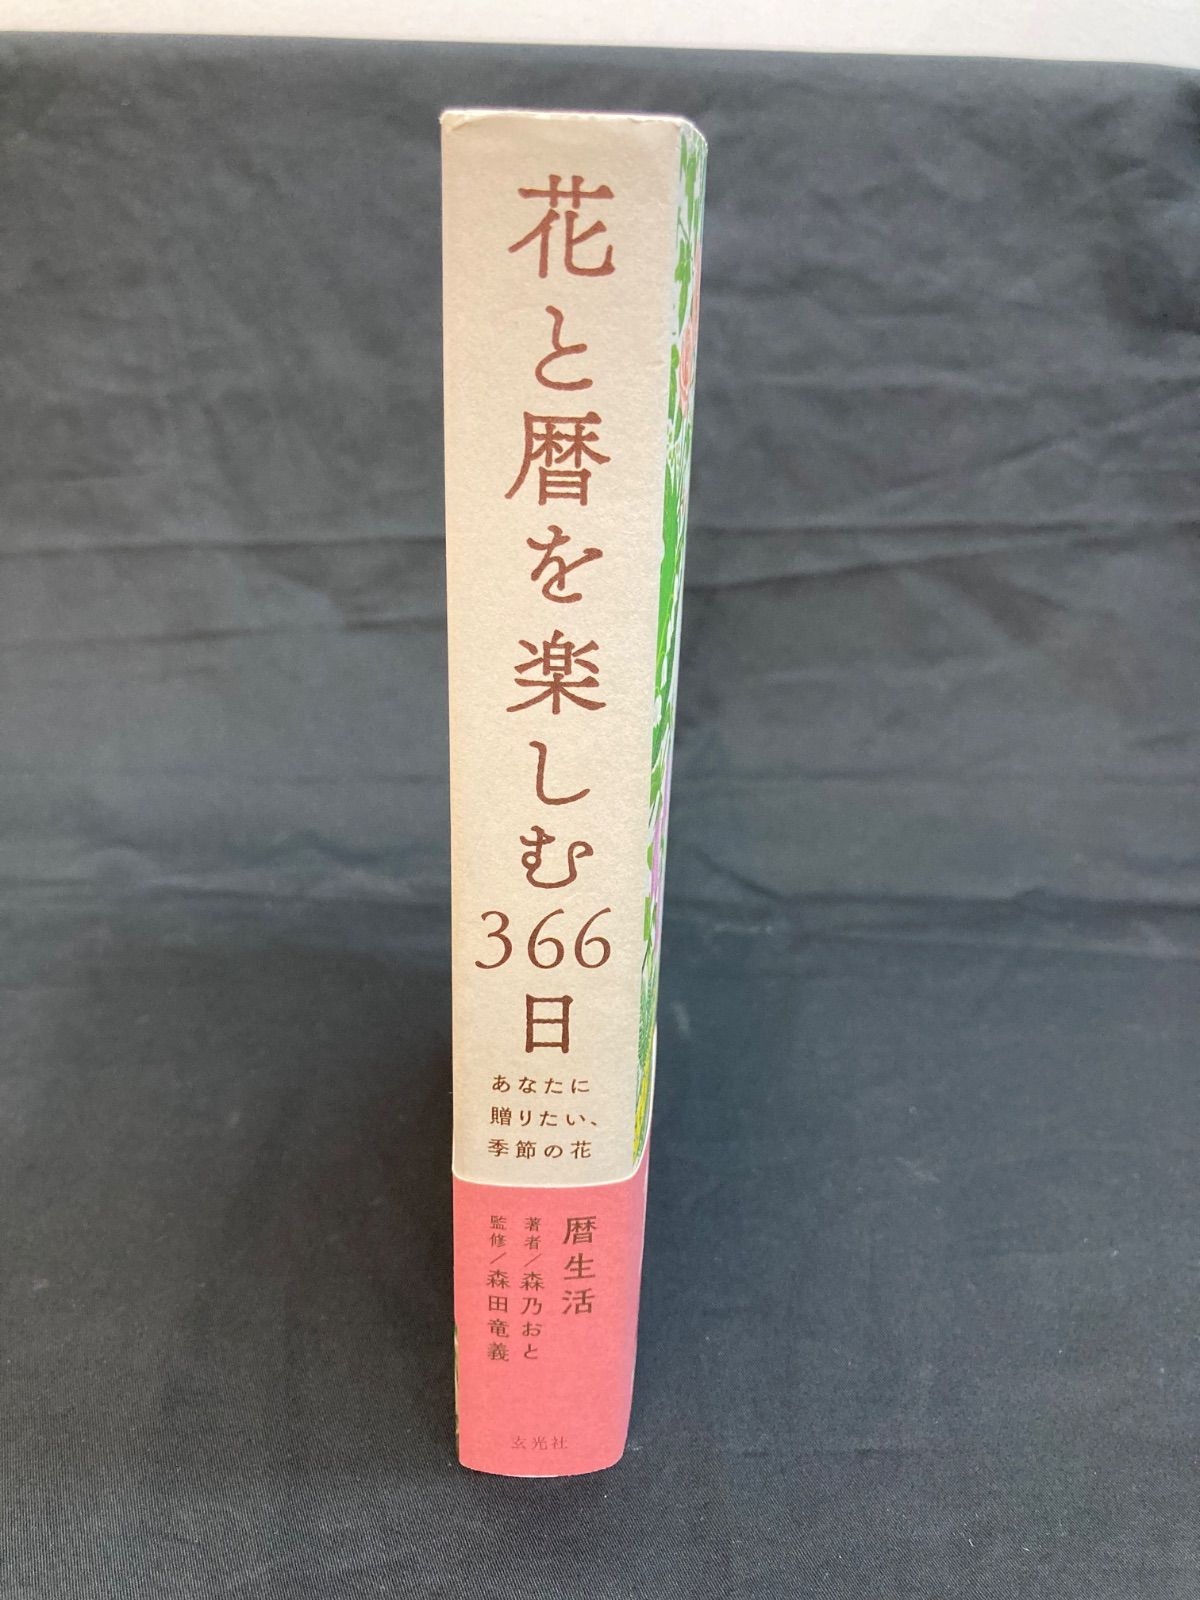 花と暦を楽しむ366日
あなたに
贈りたい、
季節の花
暦生活
著者／森乃おと
監修／森田竜義
玄光社